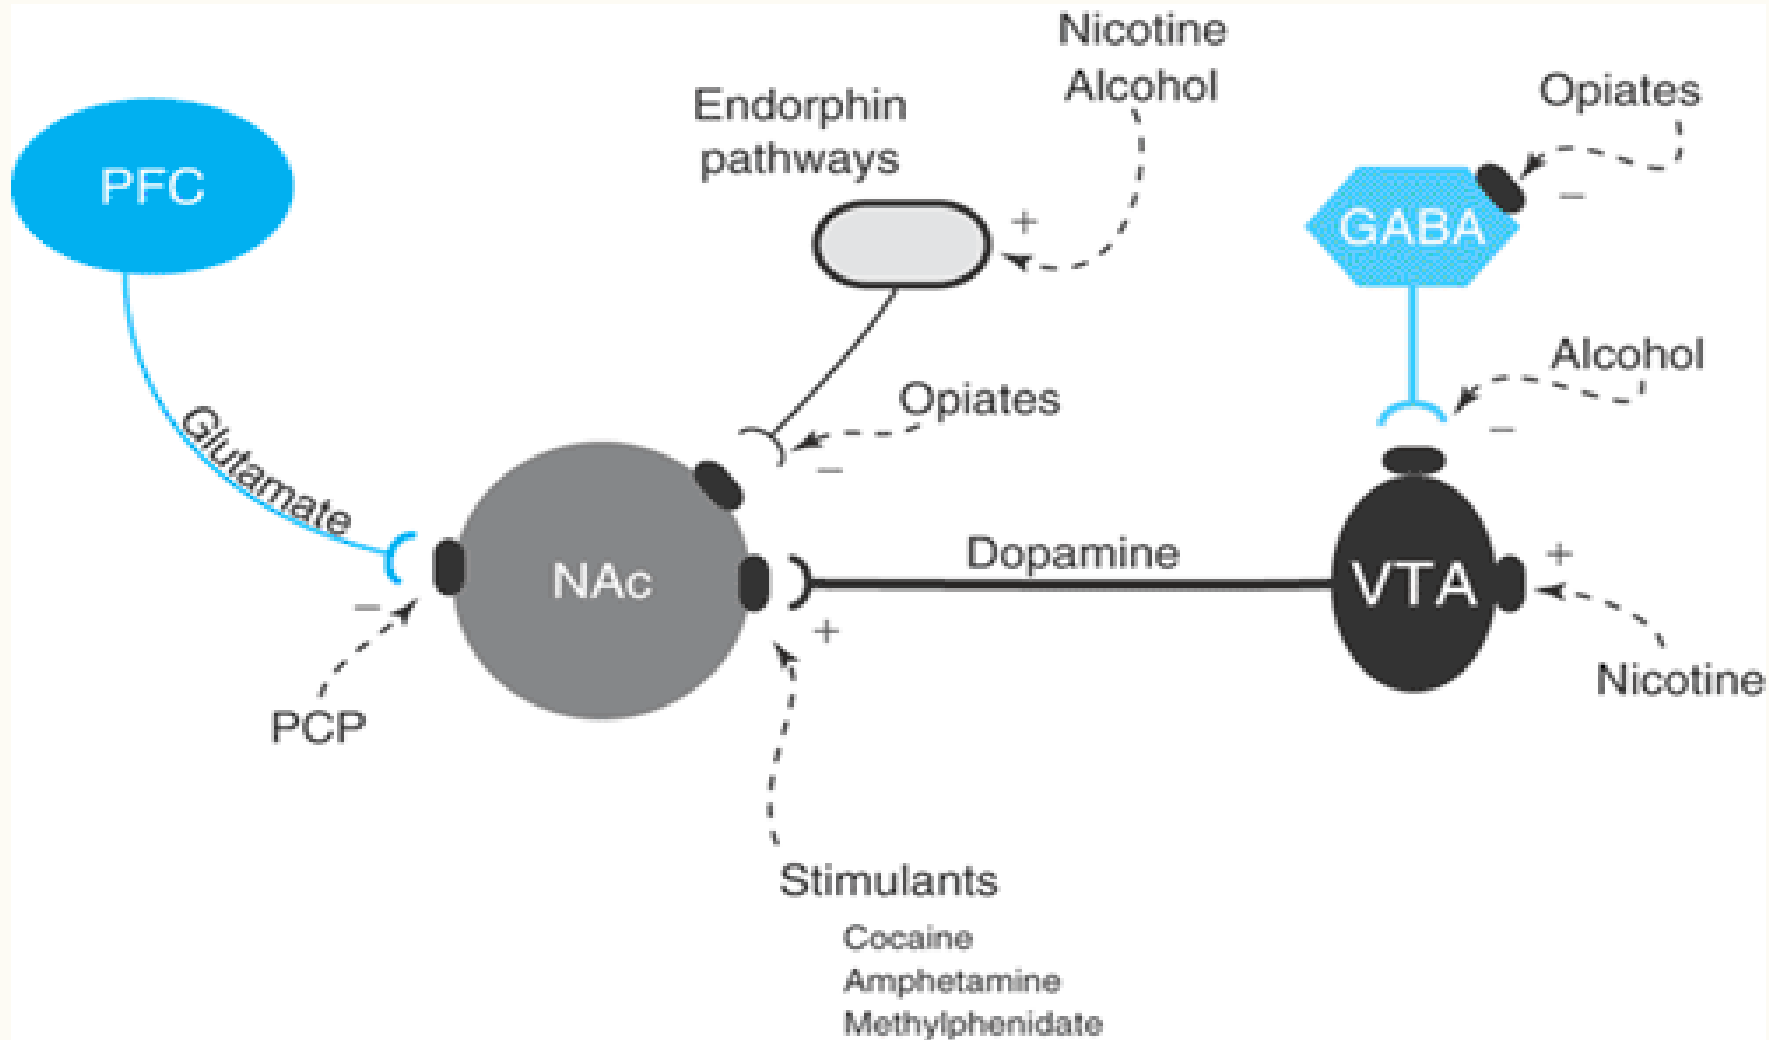 Nicotine
Alcohol
Endorphin
pathways
Opiates
PFC
+
GABA
−
Alcohol
Opiates
Glutamate
−
−
Dopamine
+
NAc
VTA
−
+
Nicotine
PCP
Stimulants
Cocaine
Amphetamine
Methylphenidate